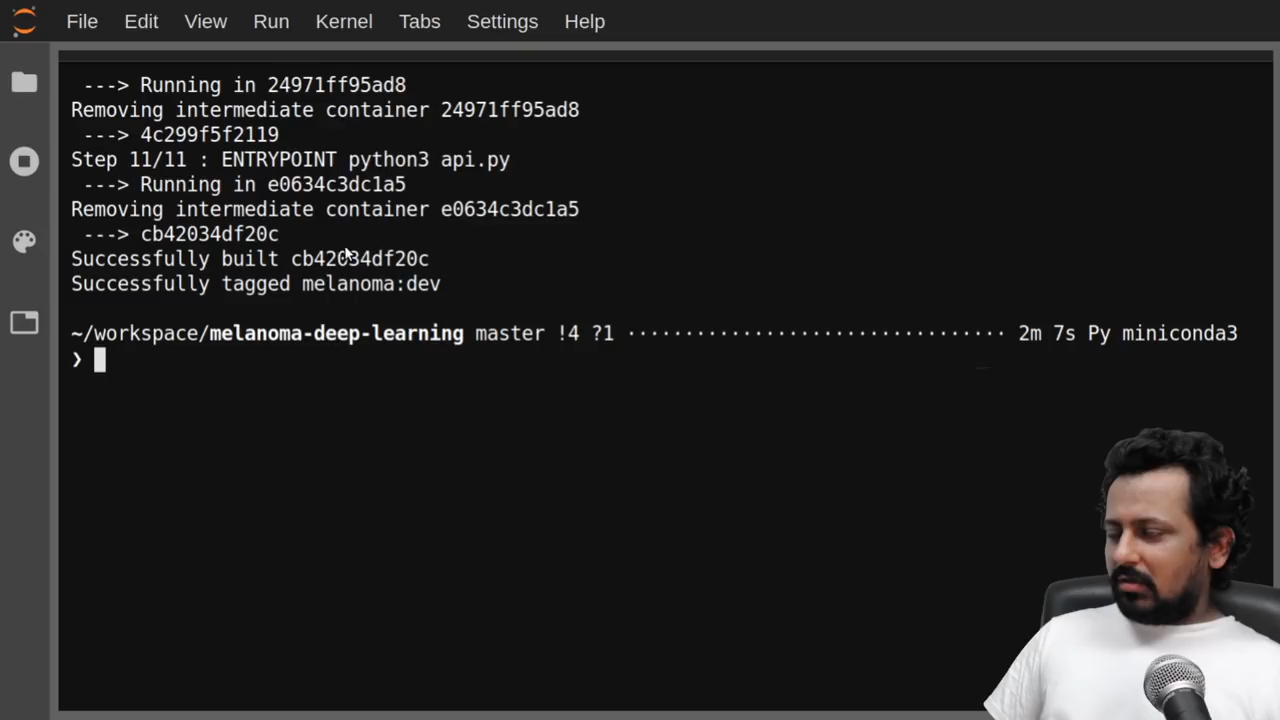 File Edit View Run Kernel Tabs Settings Help
---> Running in 24971ff95ad8
Removing intermediate container 24971ff95ad8
---> 4c299f5f2119
Step 11/11 : ENTRYPOINT python3 api.py
---> Running in e0634c3dc1a5
Removing intermediate container e0634c3dc1a5
---> cb42034df20c
Successfully built cb42034df20c
Successfully tagged melanoma:dev
~/workspace/melanoma-deep-learning master !4 ?1 ································· 2m 7s Py miniconda3
❯